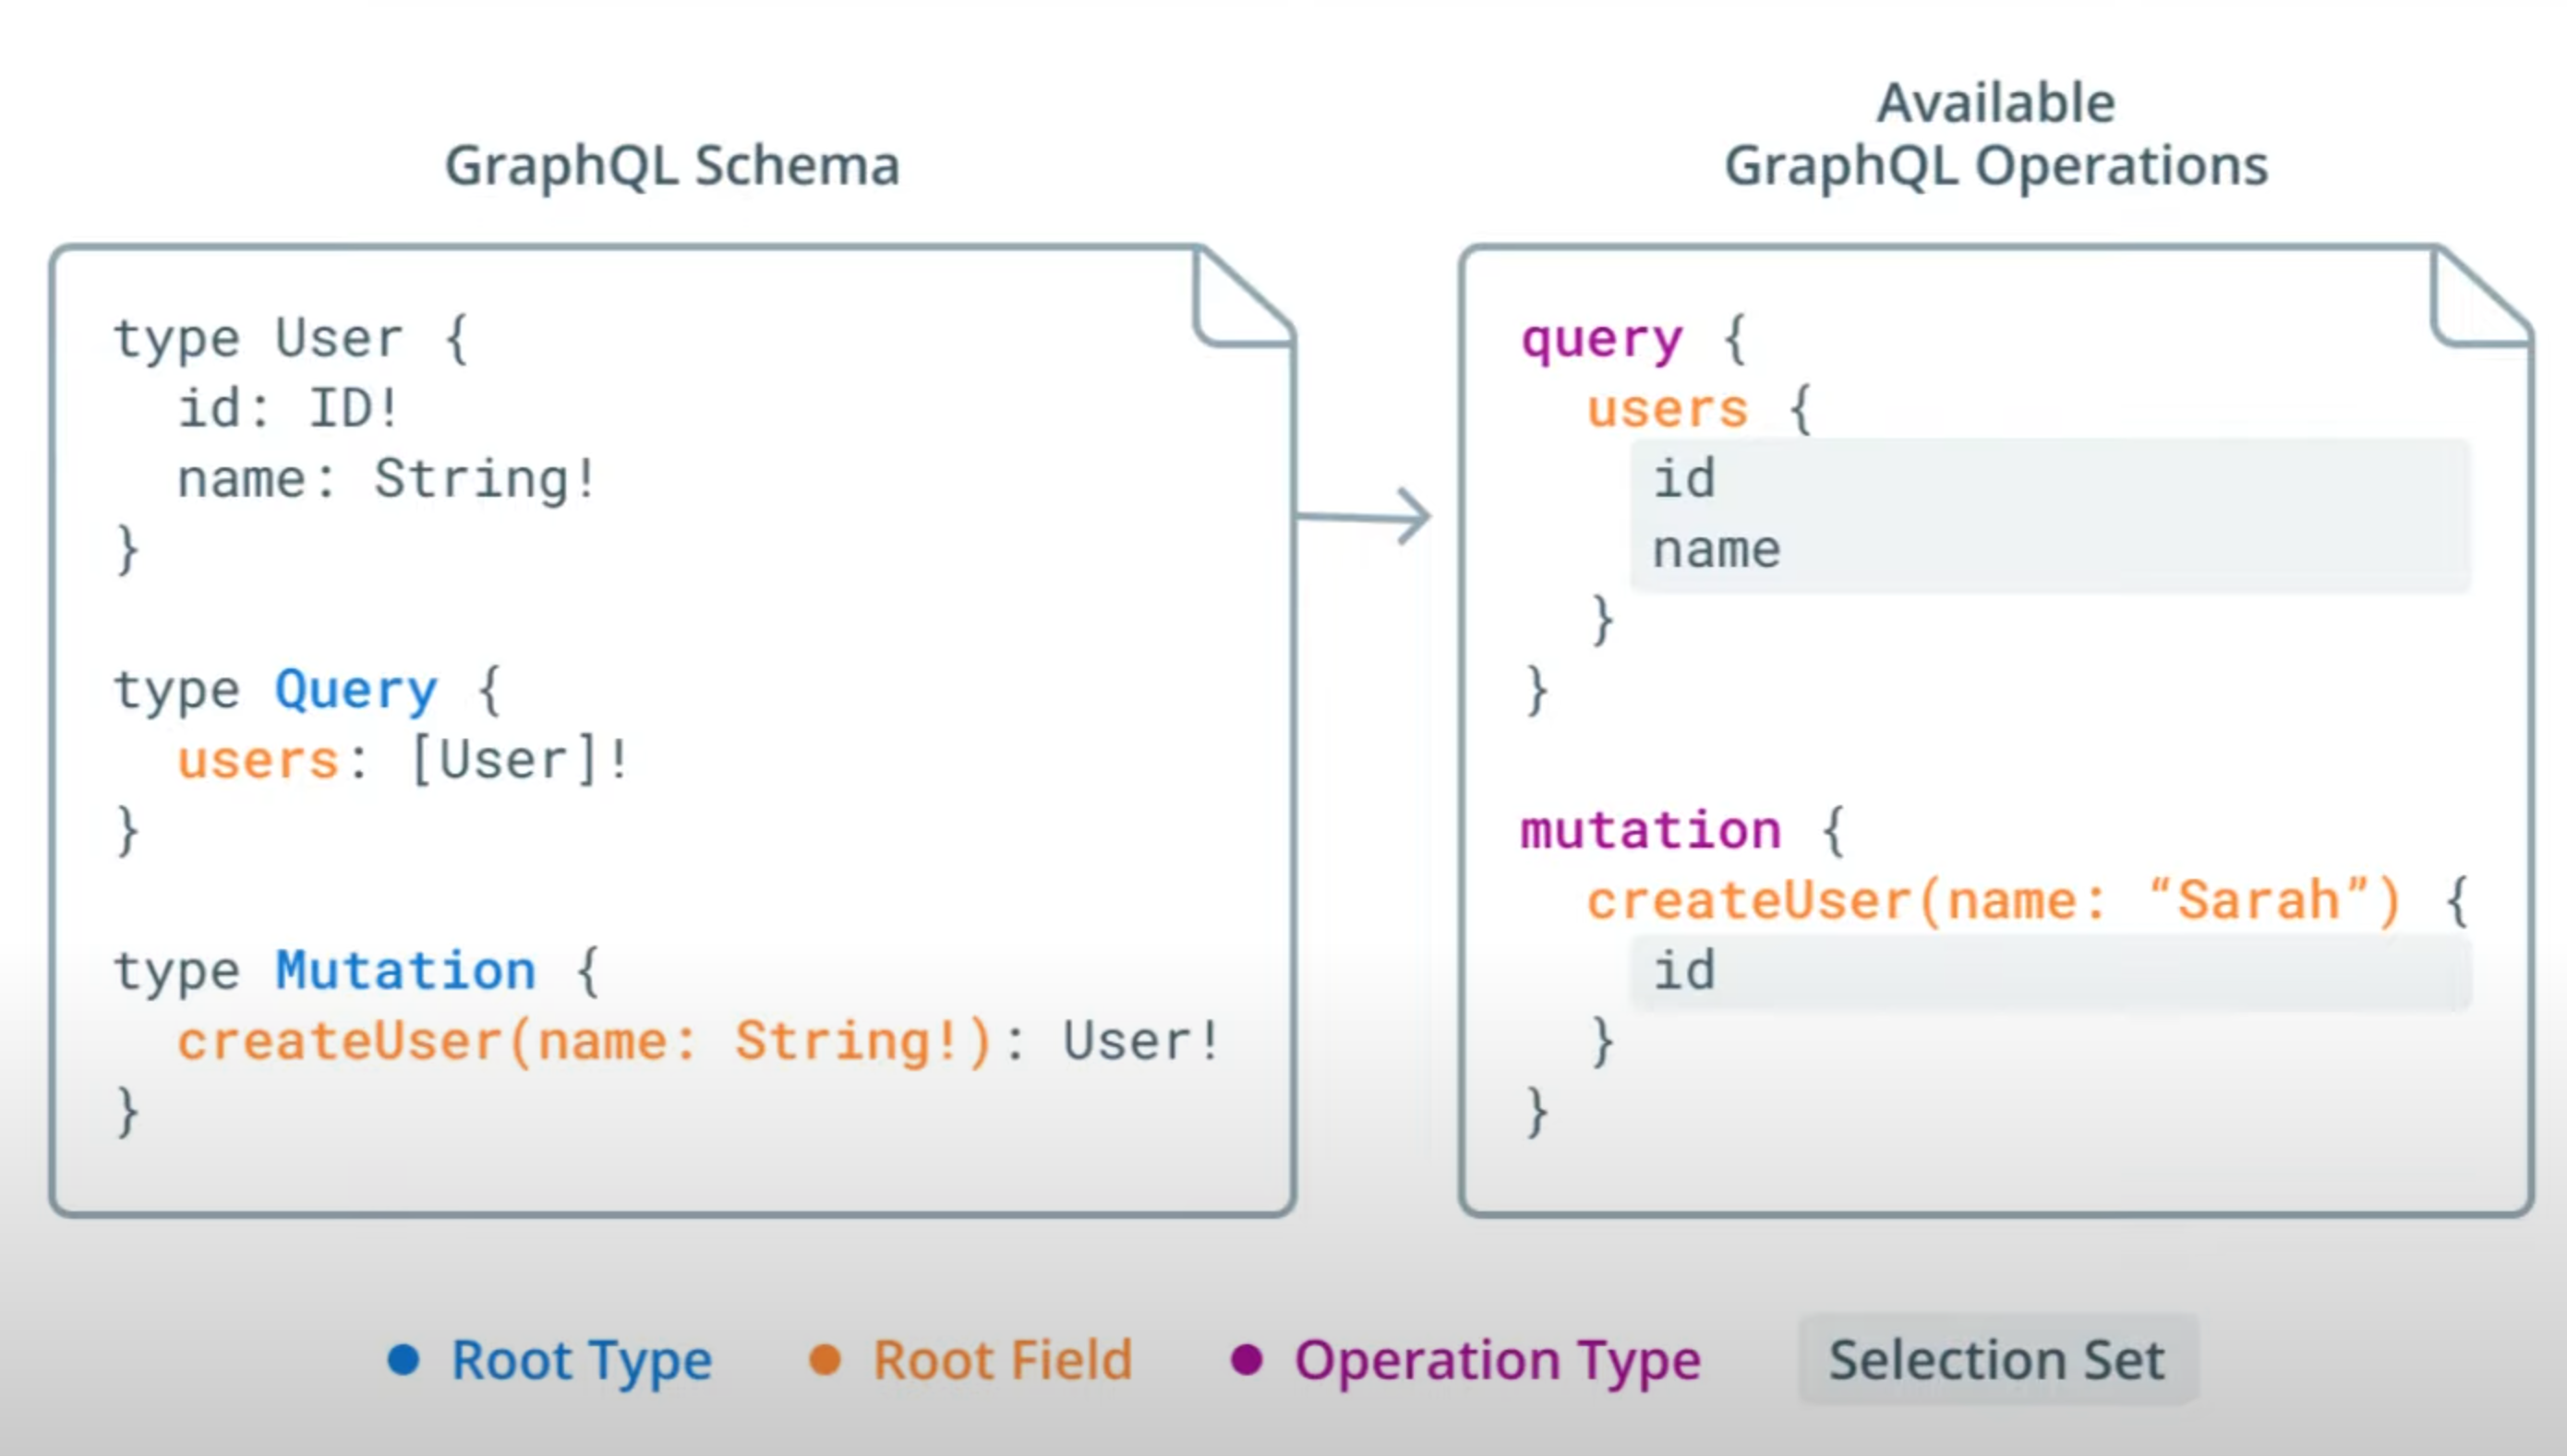 GraphQL Schema
type User {
  id: ID!
  name: String!
}
type Query {
  users: [User]!
}
type Mutation {
  createUser(name: String!): User!
}
Available
GraphQL Operations
query {
  users {
    id
    name
  }
}
mutation {
  createUser(name: “Sarah”) {
    id
  }
}
Root Type
Root Field
Operation Type
Selection Set